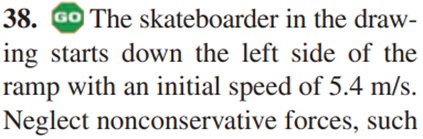 38. GO The skateboarder in the draw-
ing starts down the left side of the
ramp with an initial speed of 5.4 m/s.
Neglect nonconservative forces, such